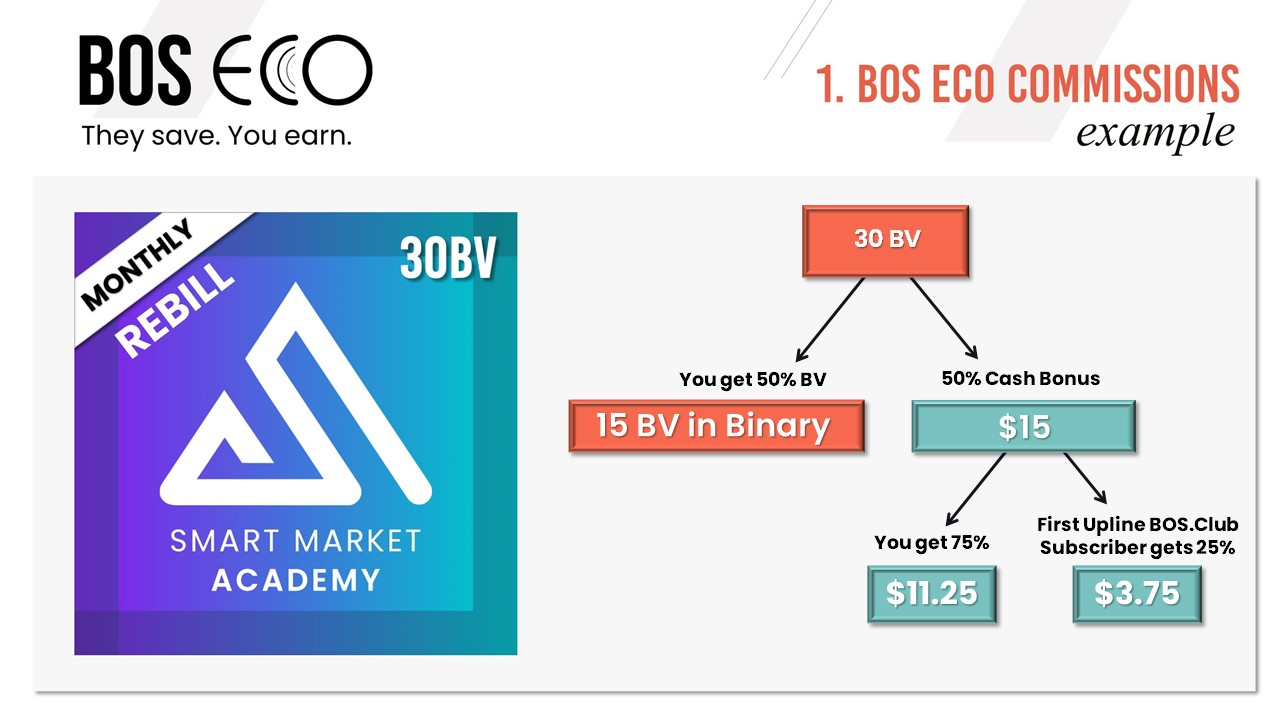 BOS ECO
They save. You earn.
1. BOS ECO COMMISSIONS
example
MONTHLY
REBILL
30BV
SMART MARKET
ACADEMY
30 BV
You get 50% BV
15 BV in Binary
50% Cash Bonus
$15
You get 75%
$11.25
First Upline BOS.Club
Subscriber gets 25%
$3.75